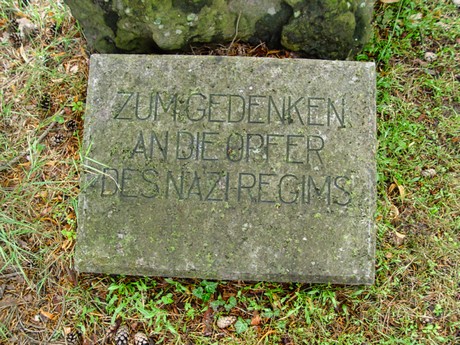 ZUM GEDENKEN
AN DIE OPFER
DES NAZI-REGIMS